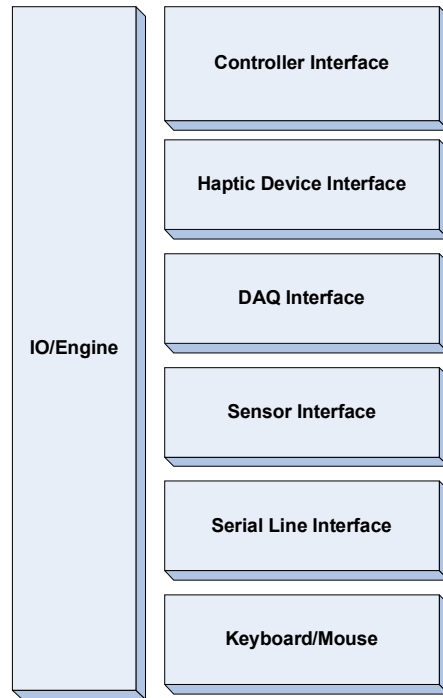 IO/Engine
Controller Interface
Haptic Device Interface
DAQ Interface
Sensor Interface
Serial Line Interface
Keyboard/Mouse